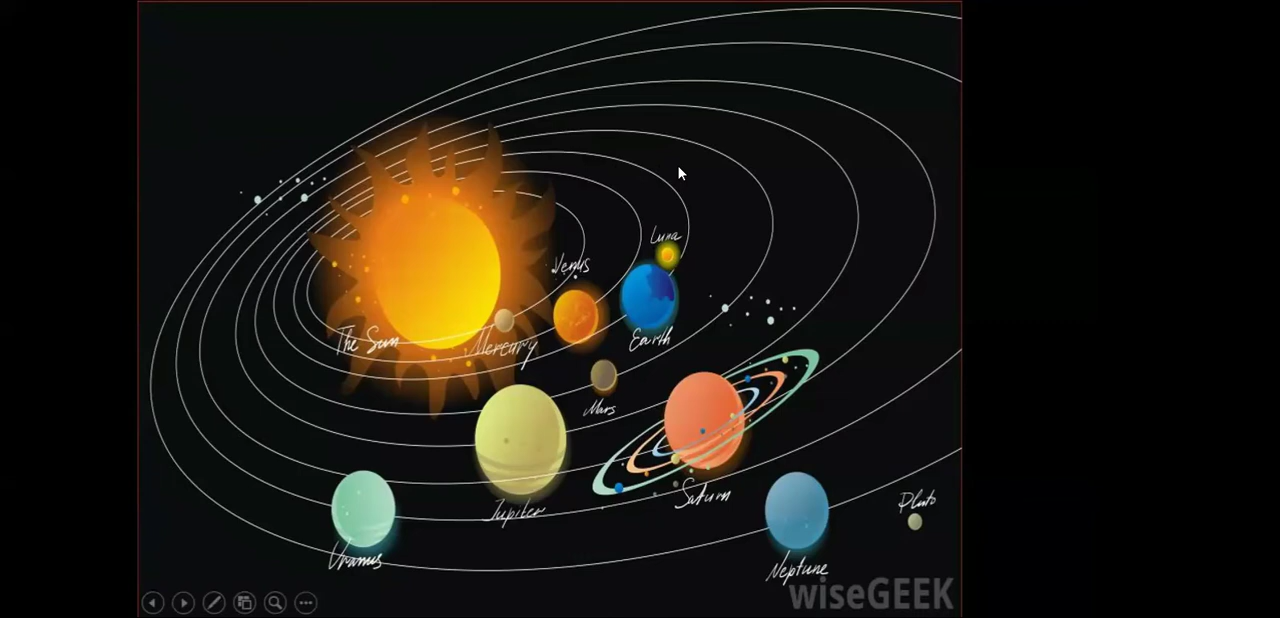 Luna
Venus
The Sun
Mercury
Earth
Mars
Jupiter
Saturn
Pluto
Uranus
Neptune
wiseGEEK